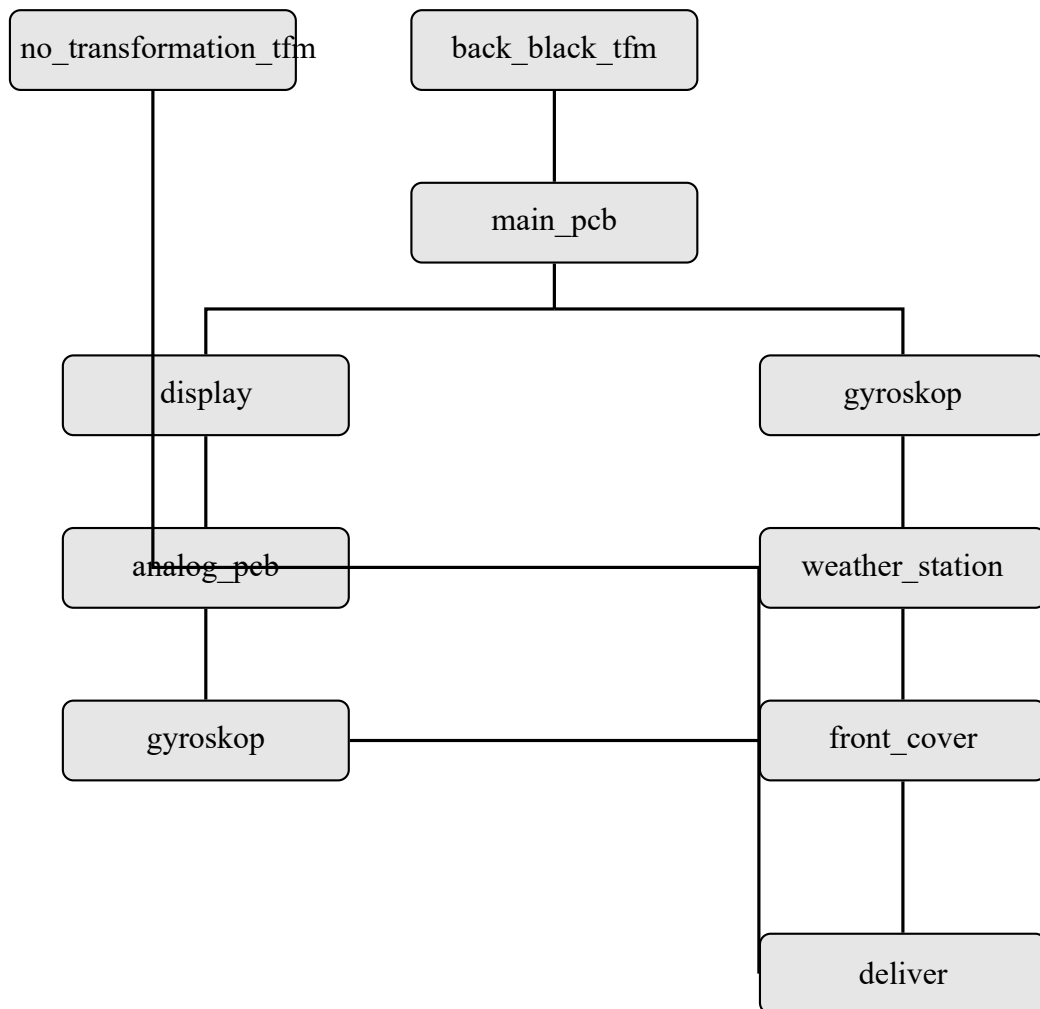 no_transformation_tfm
back_black_tfm
main_pcb
display
gyroskop
analog_pcb
weather_station
gyroskop
front_cover
deliver